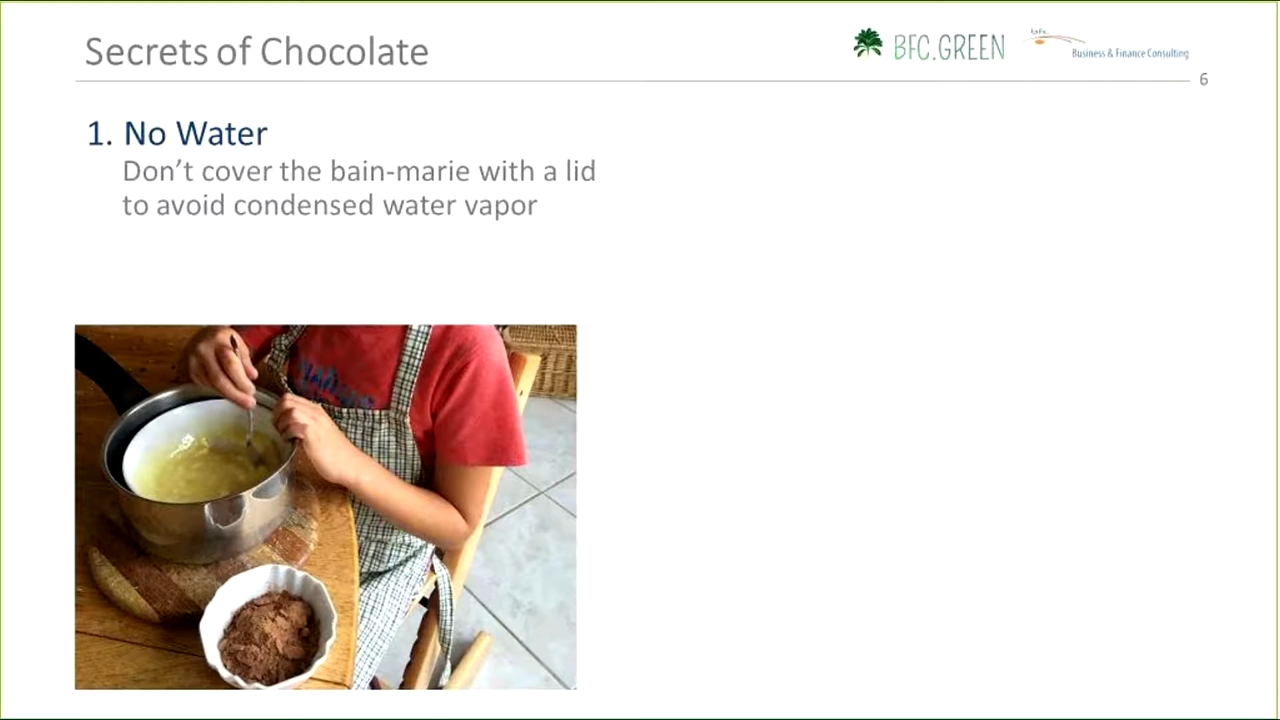 Secrets of Chocolate
BFC.GREEN
Business & Finance Consulting
6
1. No Water
Don’t cover the bain-marie with a lid
to avoid condensed water vapor